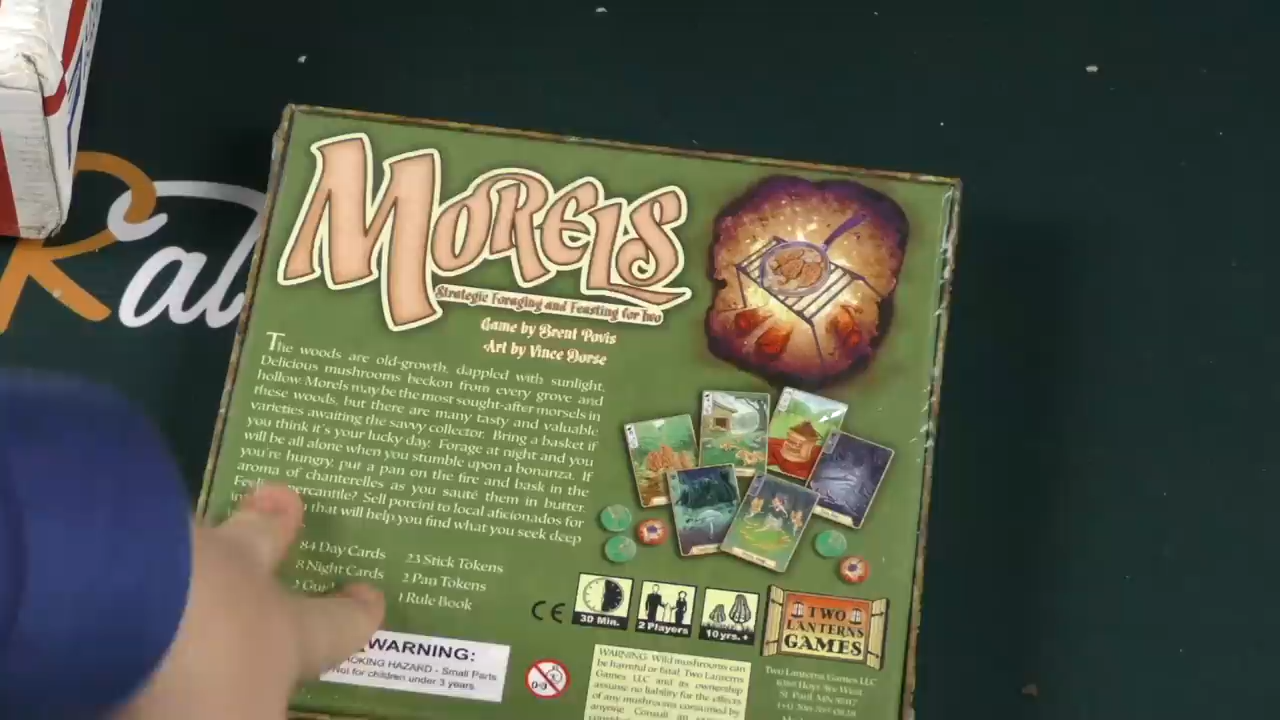 Ral
MORELS
Strategic Foraging and Feasting for Two
Game by Brent Povis
Art by Vince Dorse
The woods are old-growth, dappled with sunlight.
Delicious mushrooms beckon from every grove and
hollow. Morels may be the most sought-after morsels in
these woods, but there are many tasty and valuable
varieties awaiting the savvy collector. Bring a basket if
you think it's your lucky day. Forage at night and you
will be all alone when you stumble upon a bonanza. If
you're hungry, put a pan on the fire and bask in the
aroma of chanterelles as you sauté them in butter.
mercantile? Sell porcini to local aficionados for
that will help you find what you seek deep
84 Day Cards
8 Night Cards
23 Stick Tokens
2 Pan Tokens
1 Rule Book
CE
30 Min.
2 Players
10 yrs. +
TWO
LANTERNS
GAMES
WARNING:
HAZARD - Small Parts
Not for children under 3 years.
0-3
WARNING: Wild mushrooms can
be harmful or fatal. Two Lanterns
Games LLC and its ownership
assume no liability for the effects
of any mushrooms consumed by
anyone. Consult an
Two Lanterns Games LLC
St. Paul, MN